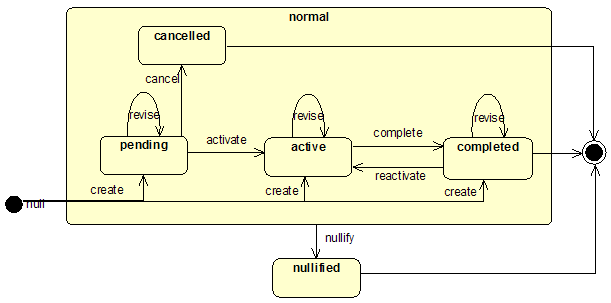 normal
cancelled
cancel
revise
revise
revise
pending
activate
active
complete
completed
reactivate
create
create
create
null
nullify
nullified